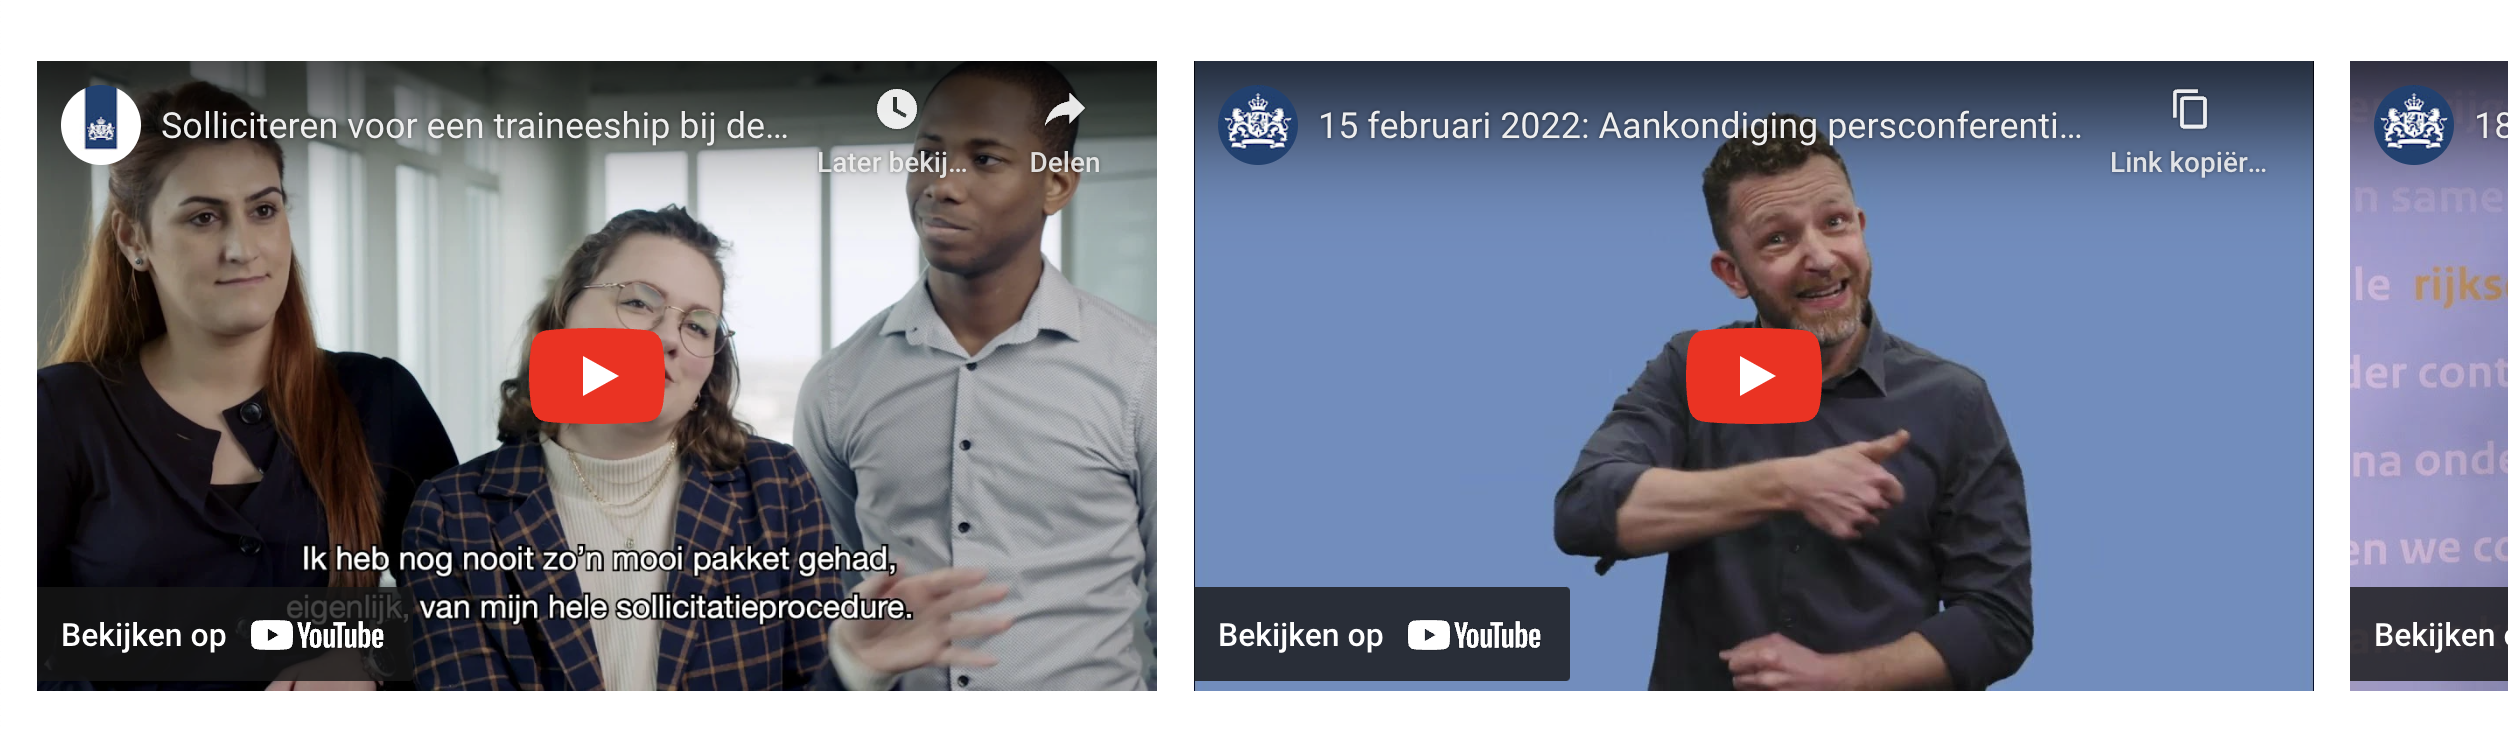 Solliciteren voor een traineeship bij de...
Later bekij...
Delen
Ik heb nog nooit zo'n mooi pakket gehad,
eigenlijk, van mijn hele sollicitatieprocedure.
Bekijken op YouTube
15 februari 2022: Aankondiging persconferenti...
Link kopiër...
Bekijken op YouTube
18
n same
le rijks
der cont
na onde
en we co
Bekijken